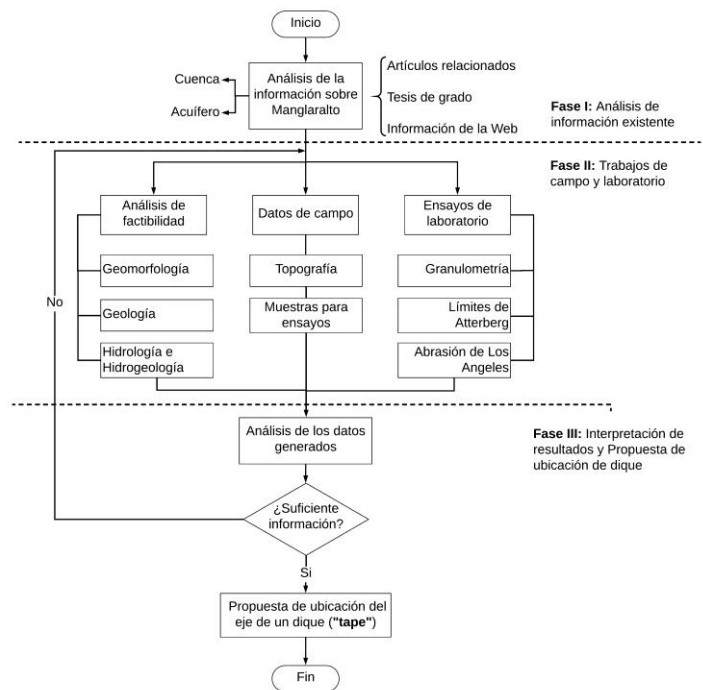 Inicio
Análisis de la
información sobre
Manglaralto
Cuenca
Acuífero
Artículos relacionados
Tesis de grado
Información de la Web
Fase I: Análisis de
información existente
Fase II: Trabajos de
campo y laboratorio
Análisis de
factibilidad
Datos de campo
Ensayos de
laboratorio
Geomorfología
Topografía
Granulometría
No
Geología
Muestras para
ensayos
Límites de
Atterberg
Hidrología e
Hidrogeología
Abrasión de Los
Angeles
Análisis de los datos
generados
Fase III: Interpretación de
resultados y Propuesta de
ubicación de dique
¿Suficiente
información?
Si
Propuesta de ubicación del
eje de un dique ("tape")
Fin